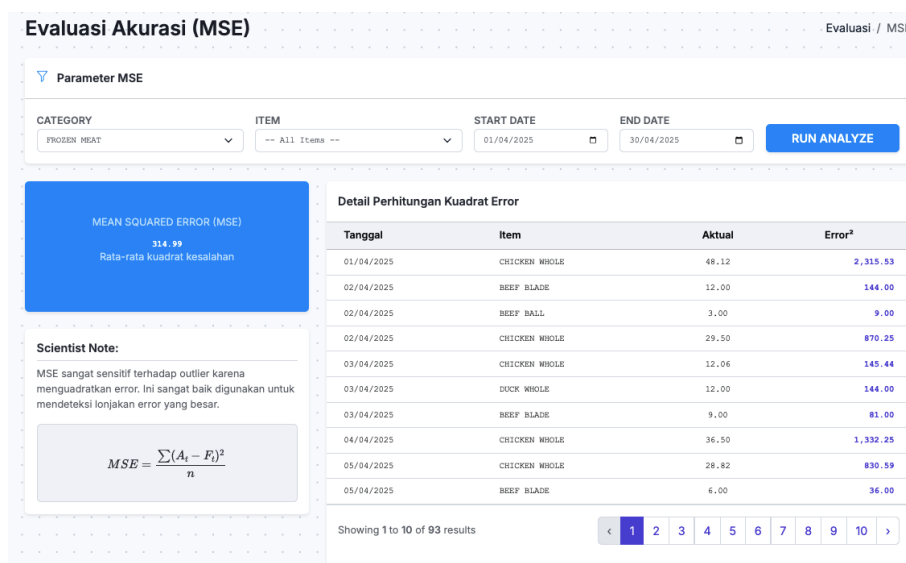 Evaluasi Akurasi (MSE)
Evaluasi / MSE
Parameter MSE
CATEGORY ITEM START DATE END DATE
FROZEN MEAT -- All Items -- 01/04/2025 30/04/2025 RUN ANALYZE
MEAN SQUARED ERROR (MSE)
314.99
Rata-rata kuadrat kesalahan
Scientist Note:
MSE sangat sensitif terhadap outlier karena
menguadratkan error. Ini sangat baik digunakan untuk
mendeteksi lonjakan error yang besar.
MSE = ∑(A_t − F_t)² / n
Detail Perhitungan Kuadrat Error
Tanggal Item Aktual Error²
01/04/2025 CHICKEN WHOLE 48.12 2,315.53
02/04/2025 BEEF BLADE 12.00 144.00
02/04/2025 BEEF BALL 3.00 9.00
02/04/2025 CHICKEN WHOLE 29.50 870.25
03/04/2025 CHICKEN WHOLE 12.06 145.44
03/04/2025 DUCK WHOLE 12.00 144.00
03/04/2025 BEEF BLADE 9.00 81.00
04/04/2025 CHICKEN WHOLE 36.50 1,332.25
05/04/2025 CHICKEN WHOLE 28.82 830.59
05/04/2025 BEEF BLADE 6.00 36.00
Showing 1 to 10 of 93 results
‹ 1 2 3 4 5 6 7 8 9 10 ›